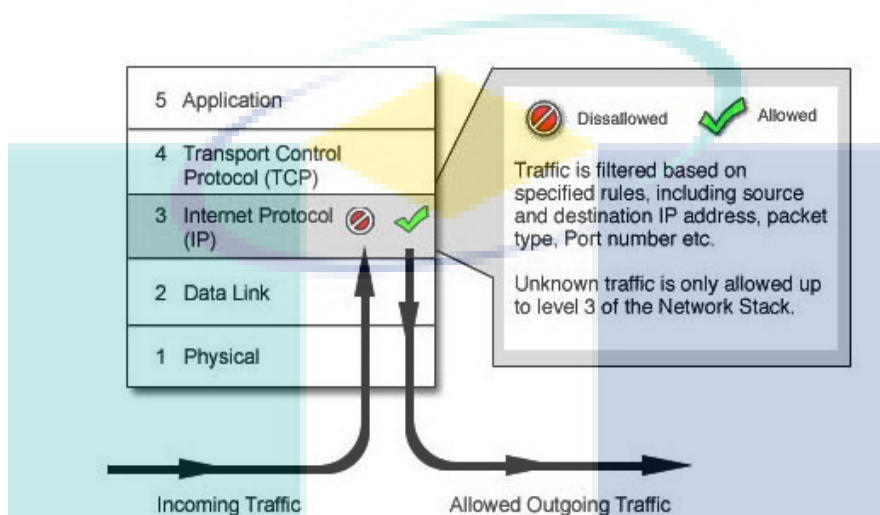 5 Application
4 Transport Control
Protocol (TCP)
3 Internet Protocol
(IP)
2 Data Link
1 Physical
Dissallowed
Allowed
Traffic is filtered based on
specified rules, including source
and destination IP address, packet
type, Port number etc.
Unknown traffic is only allowed up
to level 3 of the Network Stack.
Incoming Traffic
Allowed Outgoing Traffic